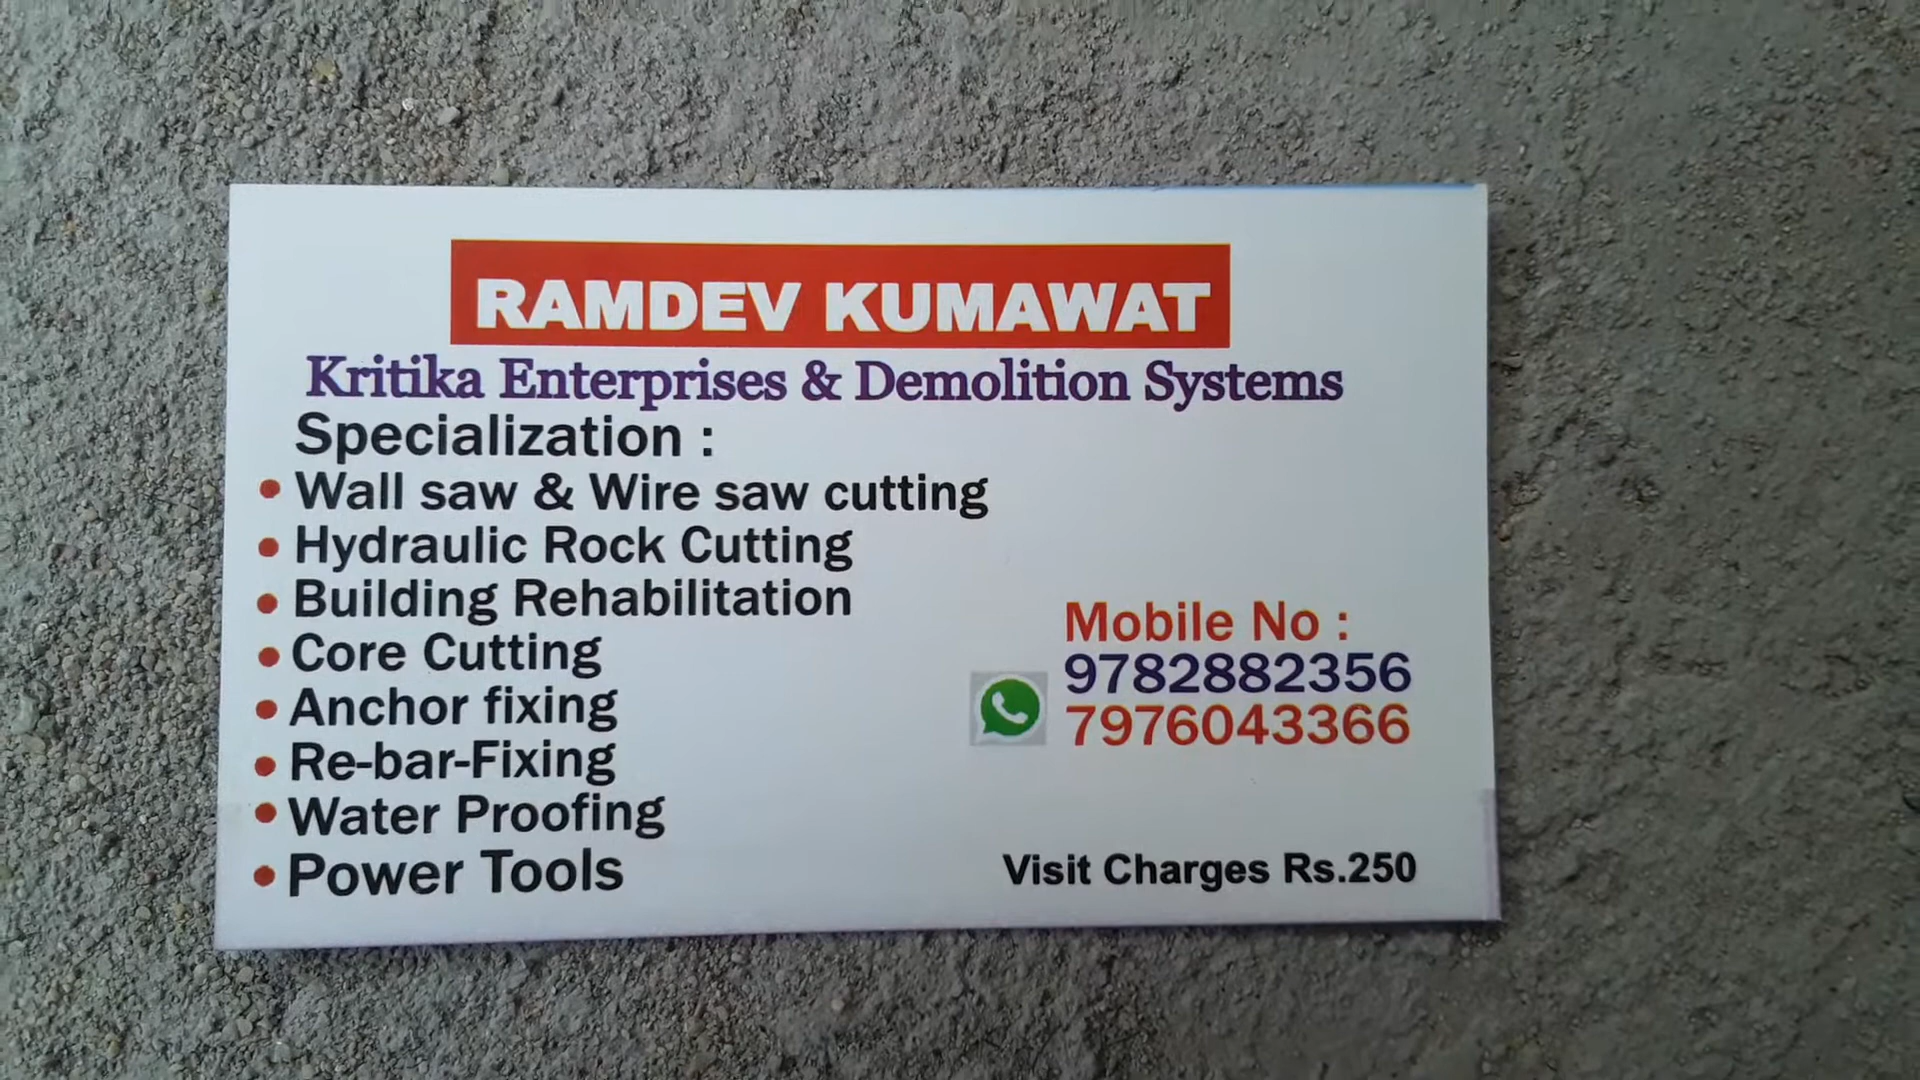 RAMDEV KUMAWAT
Kritika Enterprises & Demolition Systems
Specialization :
• Wall saw & Wire saw cutting
• Hydraulic Rock Cutting
• Building Rehabilitation
• Core Cutting
• Anchor fixing
• Re-bar-Fixing
• Water Proofing
• Power Tools
Mobile No :
9782882356
7976043366
Visit Charges Rs.250